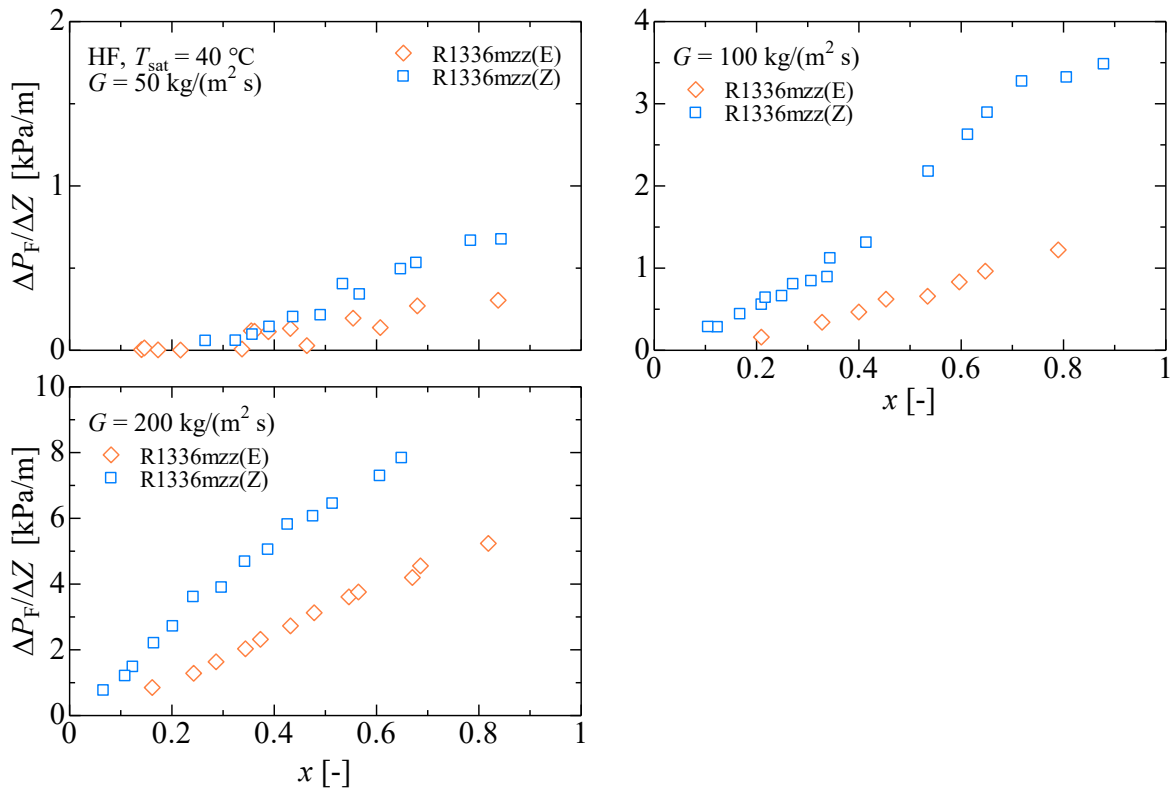 HF, T_sat = 40 °C
G = 50 kg/(m² s)
R1336mzz(E)
R1336mzz(Z)
ΔP_F/ΔZ [kPa/m]
2
1
0
G = 100 kg/(m² s)
R1336mzz(E)
R1336mzz(Z)
4
3
2
1
0
0 0.2 0.4 0.6 0.8 1
x [-]
G = 200 kg/(m² s)
R1336mzz(E)
R1336mzz(Z)
ΔP_F/ΔZ [kPa/m]
10
8
6
4
2
0
0 0.2 0.4 0.6 0.8 1
x [-]